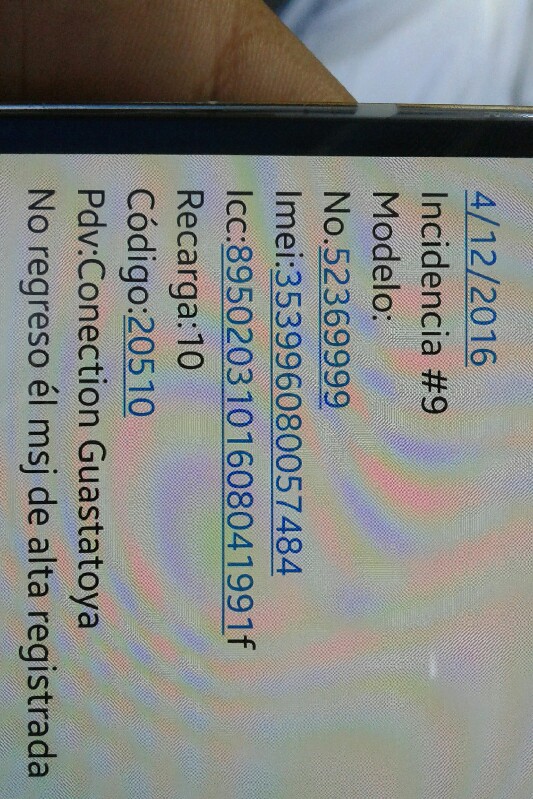 4/12/2016
Incidencia #9
Modelo:
No.52369999
Imei:353996080057484
Icc:8950203101608041991f
Recarga:10
Código:20510
Pdv:Conection Guastatoya
No regreso él msj de alta registrada